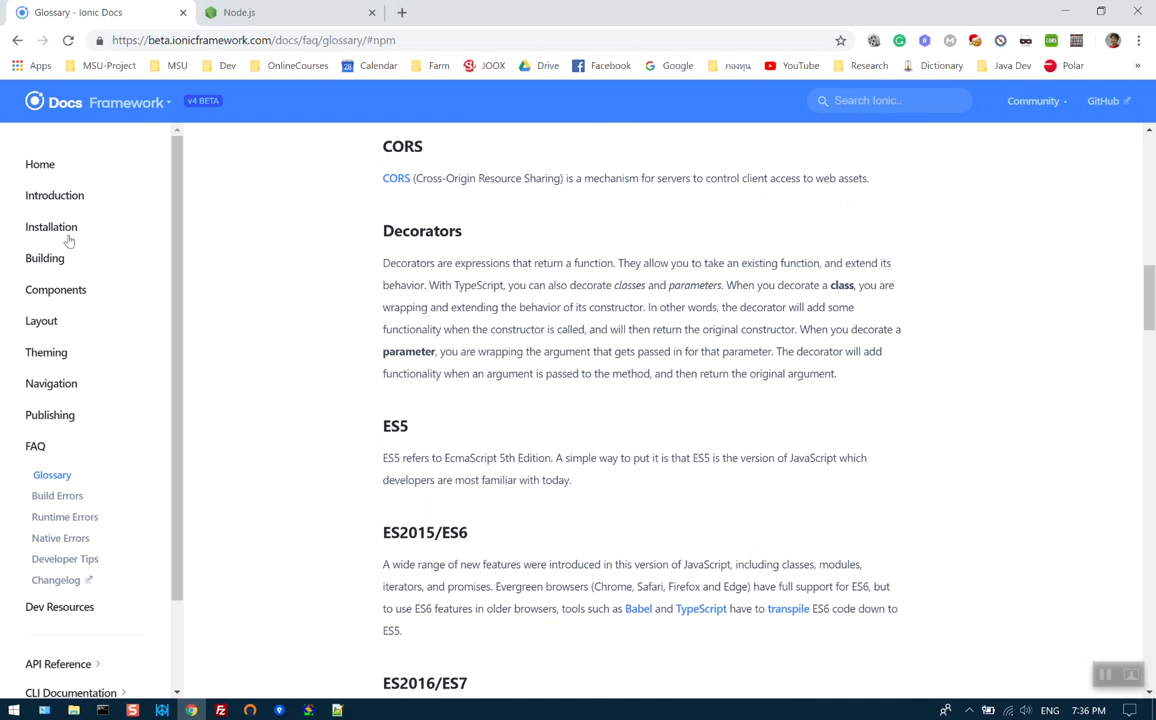 Glossary - Ionic Docs
Node.js
https://beta.ionicframework.com/docs/faq/glossary/#npm
Apps MSU-Project MSU Dev OnlineCourses 28 Calendar Farm JOOX Drive Facebook Google กองทุน YouTube Research Dictionary Java Dev Polar »
Docs Framework v4 BETA Search Ionic.. Community GitHub
Home
Introduction
Installation
Building
Components
Layout
Theming
Navigation
Publishing
FAQ
Glossary
Build Errors
Runtime Errors
Native Errors
Developer Tips
Changelog
Dev Resources
API Reference
CLI Documentation
CORS
CORS (Cross-Origin Resource Sharing) is a mechanism for servers to control client access to web assets.
Decorators
Decorators are expressions that return a function. They allow you to take an existing function, and extend its
behavior. With TypeScript, you can also decorate classes and parameters. When you decorate a class, you are
wrapping and extending the behavior of its constructor. In other words, the decorator will add some
functionality when the constructor is called, and will then return the original constructor. When you decorate a
parameter, you are wrapping the argument that gets passed in for that parameter. The decorator will add
functionality when an argument is passed to the method, and then return the original argument.
ES5
ES5 refers to EcmaScript 5th Edition. A simple way to put it is that ES5 is the version of JavaScript which
developers are most familiar with today.
ES2015/ES6
A wide range of new features were introduced in this version of JavaScript, including classes, modules,
iterators, and promises. Evergreen browsers (Chrome, Safari, Firefox and Edge) have full support for ES6, but
to use ES6 features in older browsers, tools such as Babel and TypeScript have to transpile ES6 code down to
ES5.
ES2016/ES7
ENG 7:36 PM